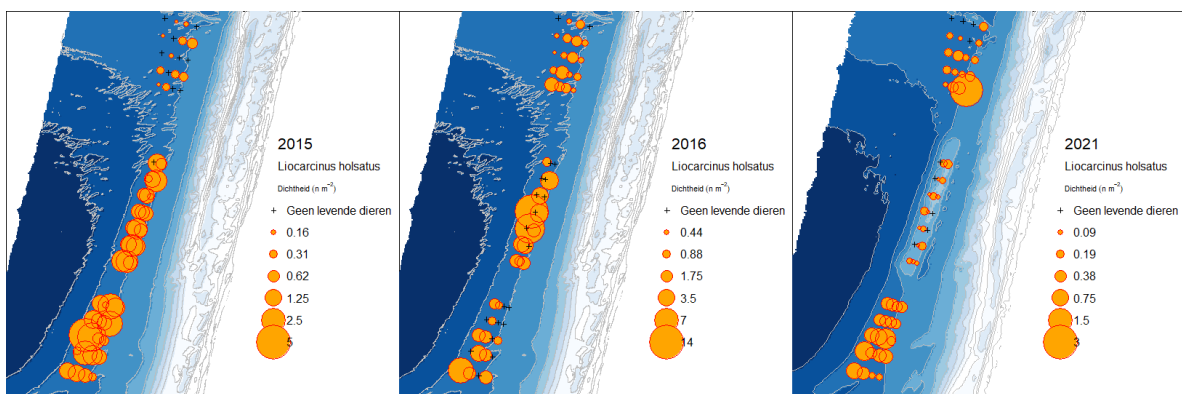 2015
Liocarcinus holsatus
Dichtheid (n m⁻²)
+ Geen levende dieren
0.16
0.31
0.62
1.25
2.5
5
2016
Liocarcinus holsatus
Dichtheid (n m⁻²)
+ Geen levende dieren
0.44
0.88
1.75
3.5
7
14
2021
Liocarcinus holsatus
Dichtheid (n m⁻²)
+ Geen levende dieren
0.09
0.19
0.38
0.75
1.5
3